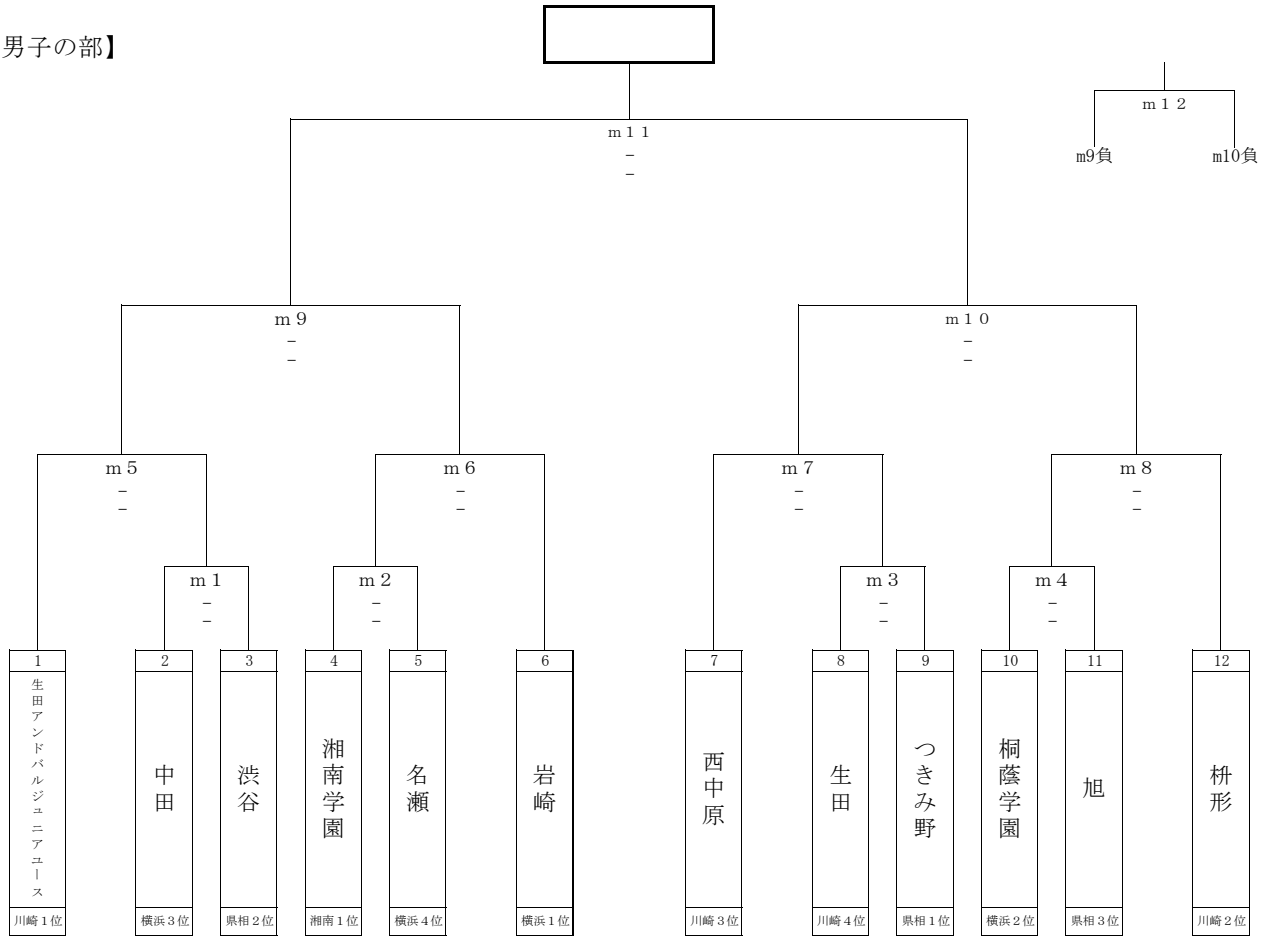 男子の部】
m１２
m9負 m10負
m１１
－
－
m９ m１０
－ －
－ －
m５ m６ m７ m８
－ － － －
－ － － －
m１ m２ m３ m４
－ － － －
－ － － －
1 2 3 4 5 6 7 8 9 10 11 12
生田アンドバルジュニアユース
中田
渋谷
湘南学園
名瀬
岩崎
西中原
生田
つきみ野
桐蔭学園
旭
枡形
川崎１位 横浜３位 県相２位 湘南１位 横浜４位 横浜１位 川崎３位 川崎４位 県相１位 横浜２位 県相３位 川崎２位